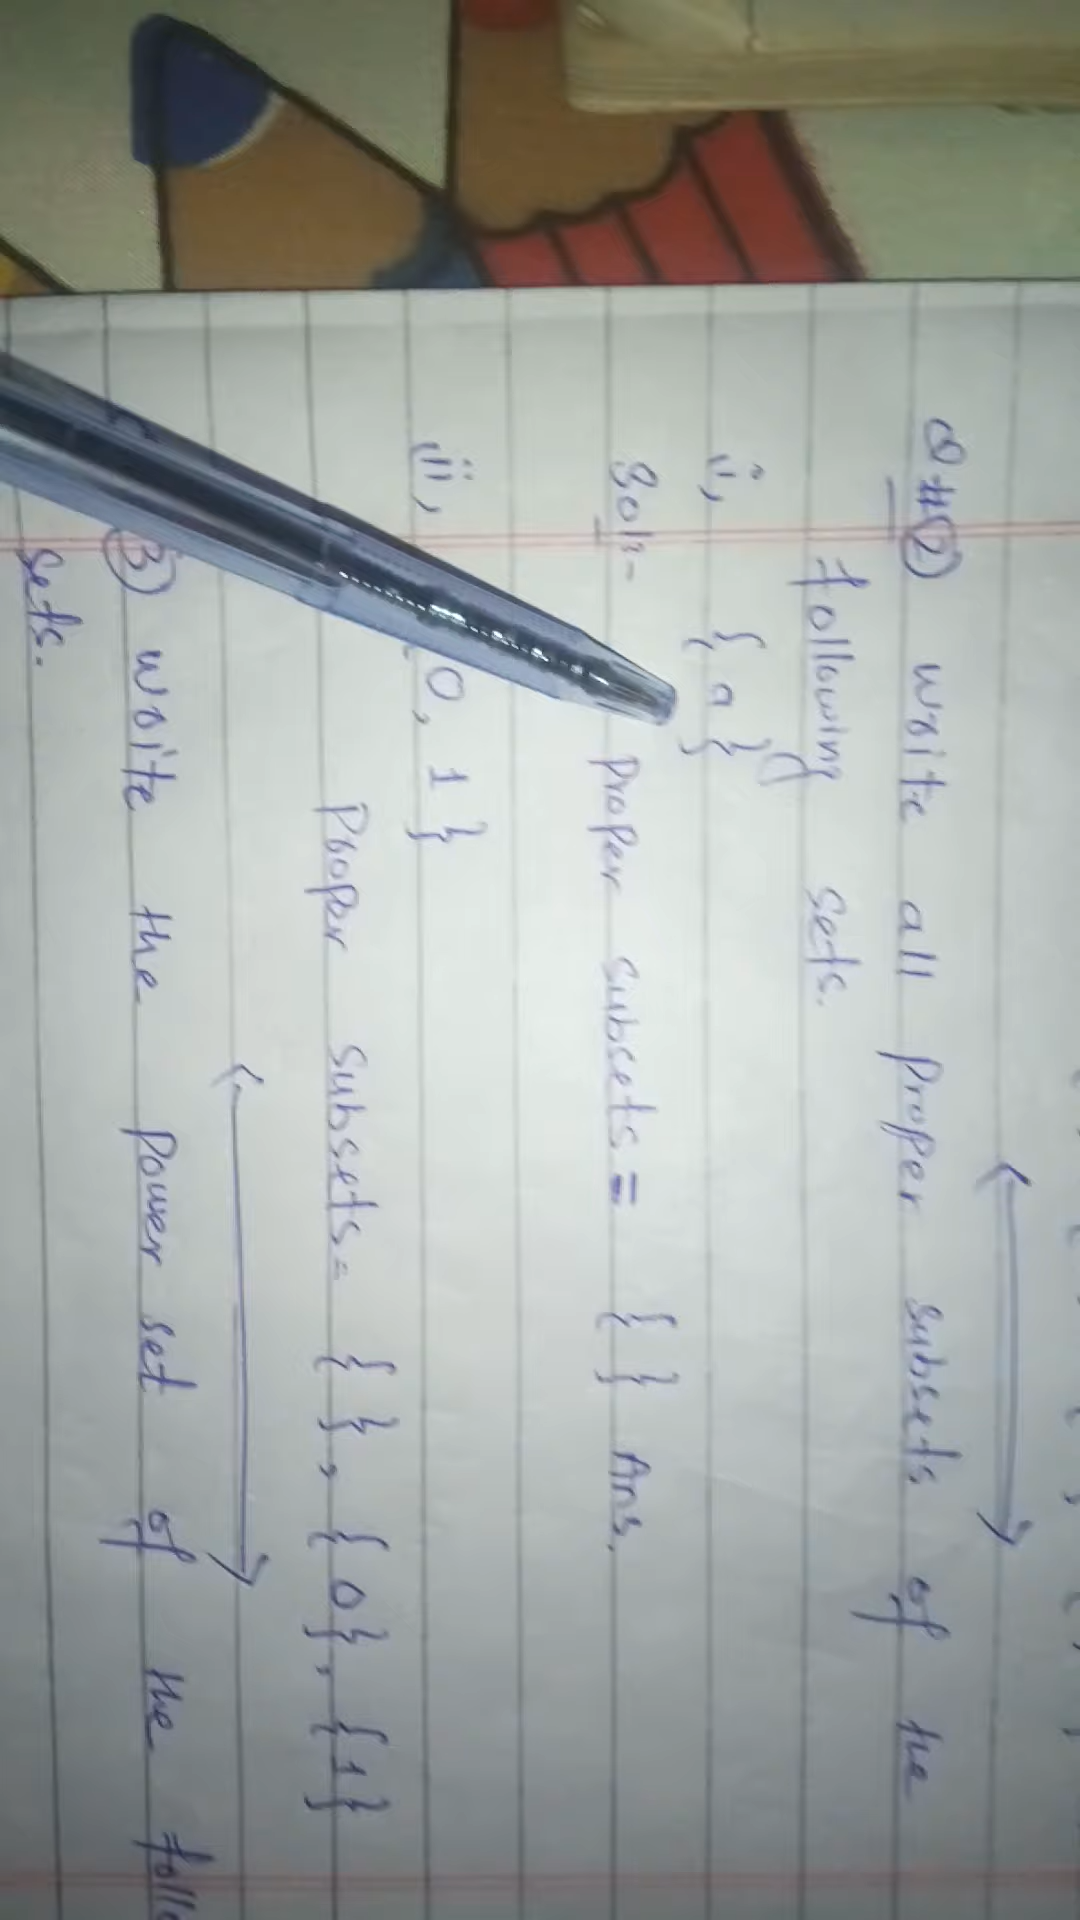 Q#② write all proper subsets of the
following sets.
i, { a }
Sol:- proper subsets = { } Ans.
ii, 0, 1 }
proper subsets = { }, { 0 }, { 1 }
3) write the power set of the follo
sets.